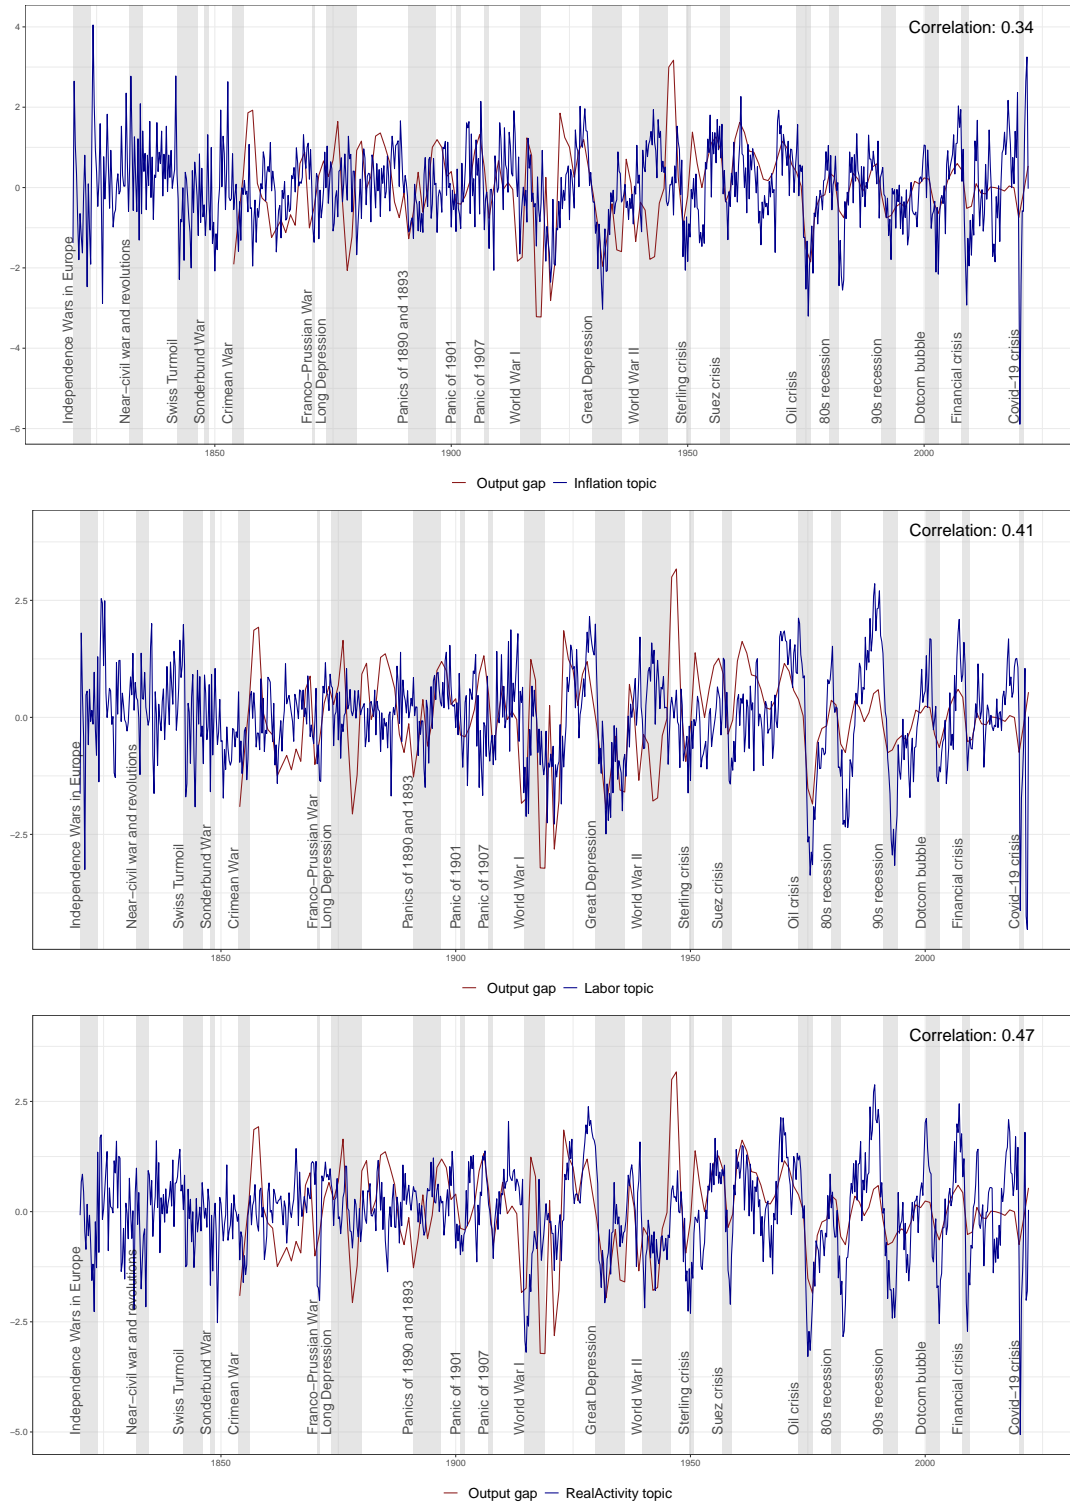 Correlation: 0.34
4
2
0
−2
−4
−6
Independence Wars in Europe
Near−civil war and revolutions
Swiss Turmoil
Sonderbund War
Crimean War
Franco−Prussian War
Long Depression
Panics of 1890 and 1893
Panic of 1901
Panic of 1907
World War I
Great Depression
World War II
Sterling crisis
Suez crisis
Oil crisis
80s recession
90s recession
Dotcom bubble
Financial crisis
Covid−19 crisis
1850 1900 1950 2000
Output gap Inflation topic
Correlation: 0.41
2.5
0.0
−2.5
Independence Wars in Europe
Near−civil war and revolutions
Swiss Turmoil
Sonderbund War
Crimean War
Franco−Prussian War
Long Depression
Panics of 1890 and 1893
Panic of 1901
Panic of 1907
World War I
Great Depression
World War II
Sterling crisis
Suez crisis
Oil crisis
80s recession
90s recession
Dotcom bubble
Financial crisis
Covid−19 crisis
1850 1900 1950 2000
Output gap Labor topic
Correlation: 0.47
2.5
0.0
−2.5
−5.0
Independence Wars in Europe
Near−civil war and revolutions
Swiss Turmoil
Sonderbund War
Crimean War
Franco−Prussian War
Long Depression
Panics of 1890 and 1893
Panic of 1901
Panic of 1907
World War I
Great Depression
World War II
Sterling crisis
Suez crisis
Oil crisis
80s recession
90s recession
Dotcom bubble
Financial crisis
Covid−19 crisis
1850 1900 1950 2000
Output gap RealActivity topic